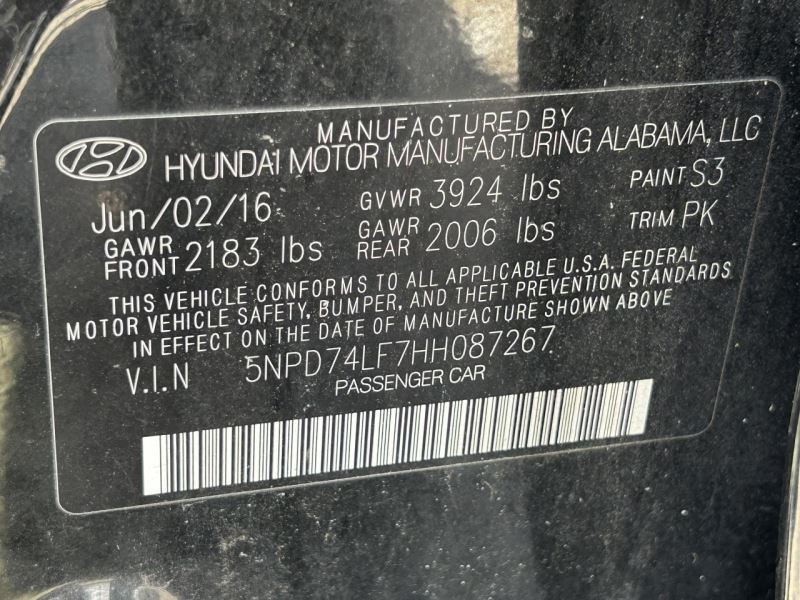 MANUFACTURED BY
HYUNDAI MOTOR MANUFACTURING ALABAMA, LLC
Jun/02/16 GVWR 3924 lbs PAINT S3
GAWR FRONT 2183 lbs GAWR REAR 2006 lbs TRIM PK
THIS VEHICLE CONFORMS TO ALL APPLICABLE U.S.A. FEDERAL
MOTOR VEHICLE SAFETY, BUMPER, AND THEFT PREVENTION STANDARDS
IN EFFECT ON THE DATE OF MANUFACTURE SHOWN ABOVE
V.I.N 5NPD74LF7HH087267
PASSENGER CAR